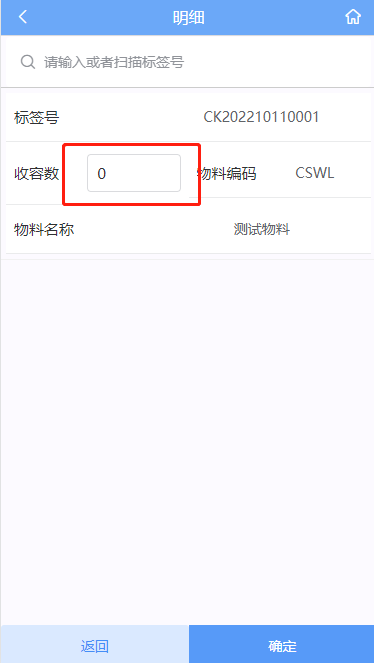 明细
请输入或者扫描标签号
标签号 CK202210110001
收容数 0 物料编码 CSWL
物料名称 测试物料
返回 确定